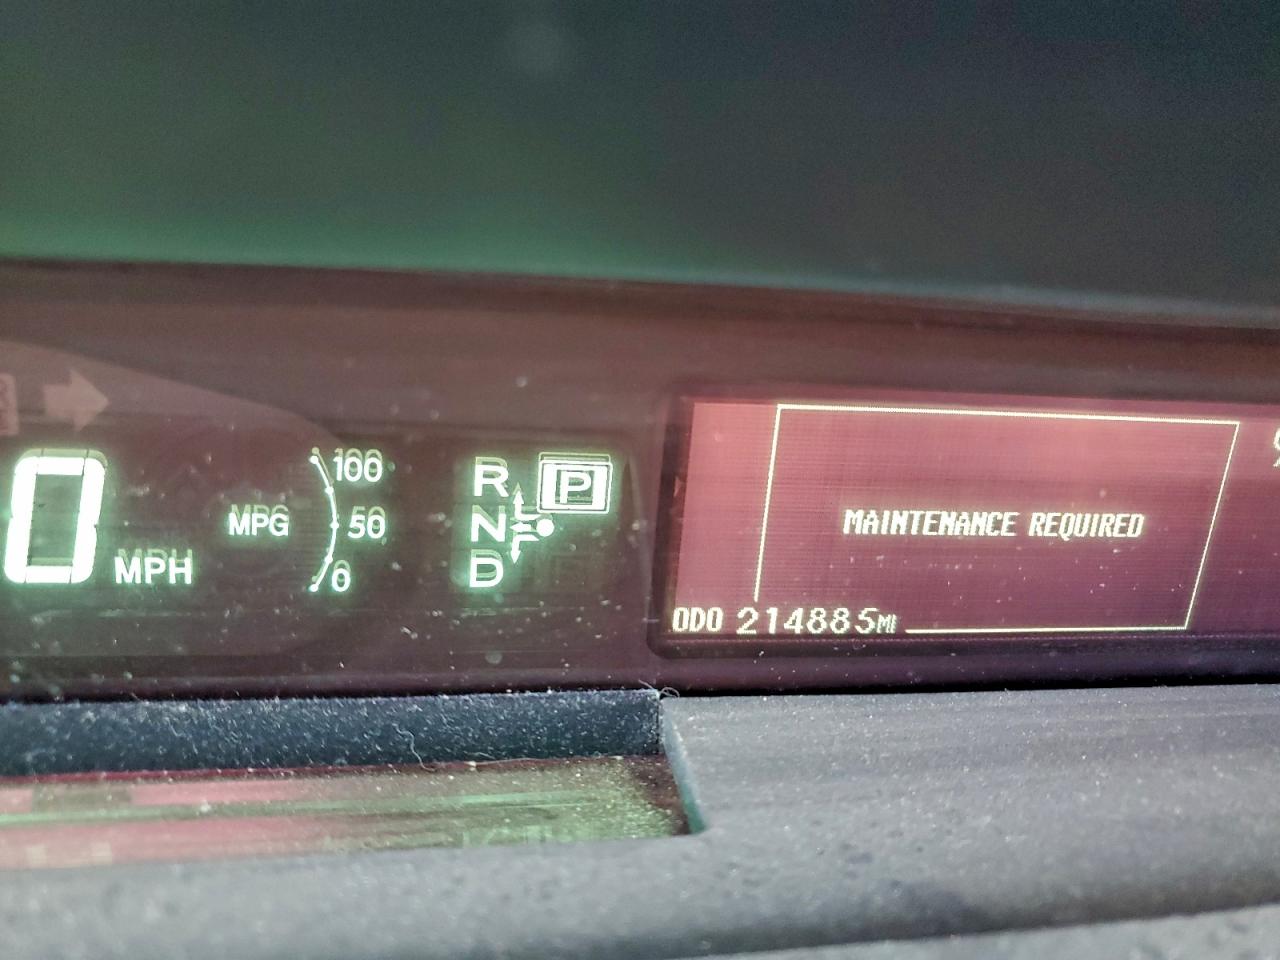 0 MPH
MPG
100
50
0
R
N
D
P
MAINTENANCE REQUIRED
ODO 214885MI